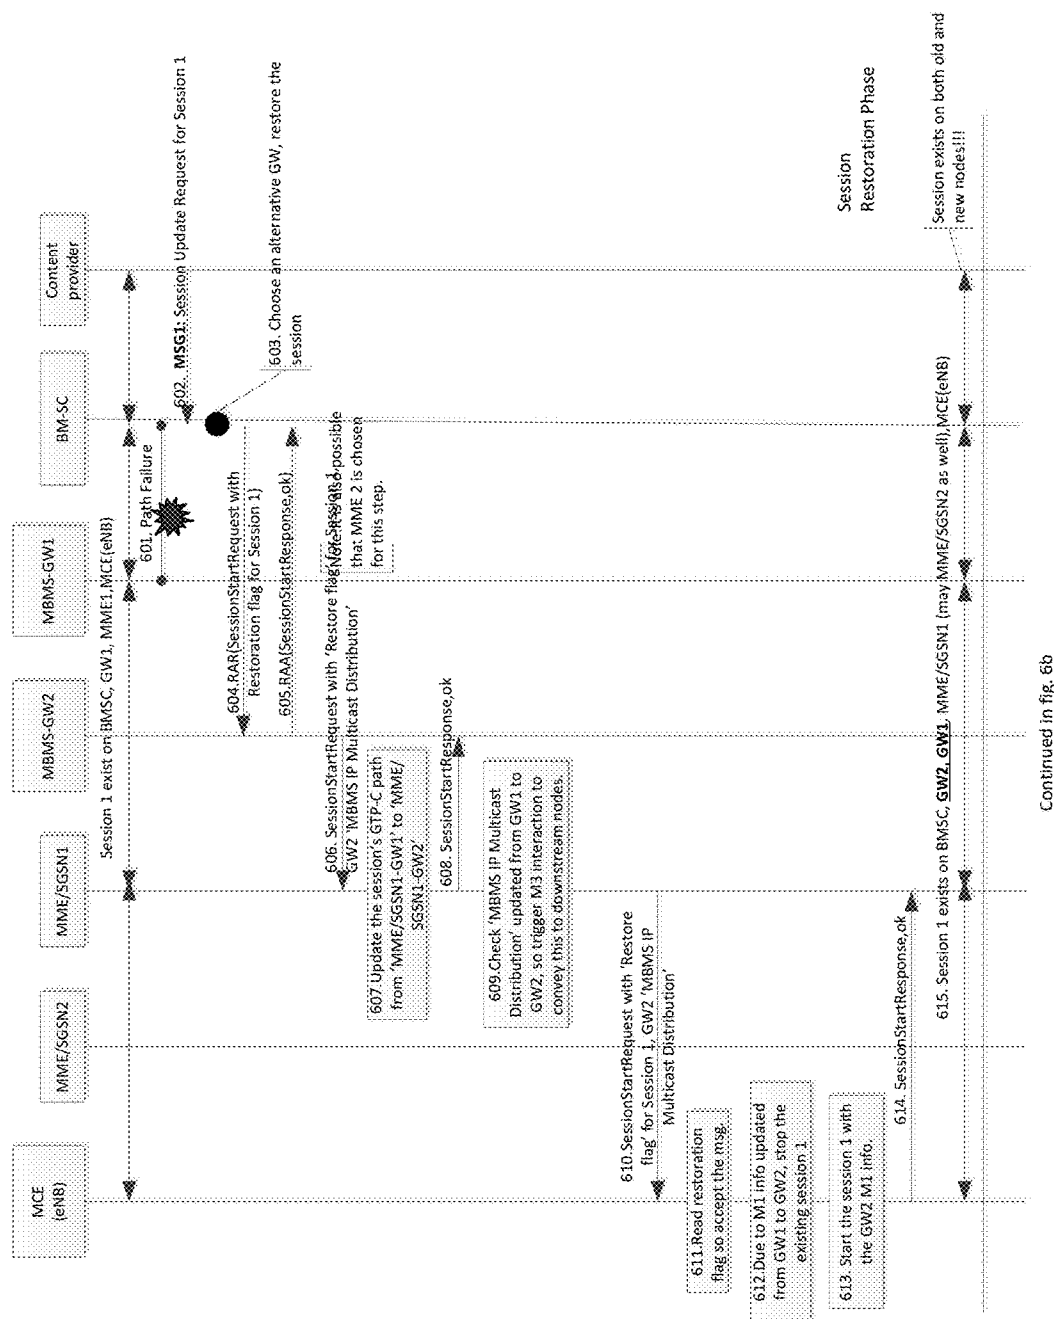 MCE
(eNB)
MME/SGSN2
MME/SGSN1
MBMS-GW2
MBMS-GW1
BM-SC
Content
provider
Session 1 exist on BMSC, GW1, MME1,MCE(eNB)
601. Path Failure
602. MSG1: Session Update Request for Session 1
603. Choose an alternative GW, restore the
session
604.RAR(SessionStartRequest with
Restoration flag for Session 1)
605.RAA(SessionStartResponse,ok)
606. SessionStartRequest with 'Restore flag' for Session 1,
GW2 'MBMS IP Multicast Distribution'
Note: it is also possible
that MME 2 is chosen
for this step.
607.Update the session's GTP-C path
from 'MME/SGSN1-GW1' to 'MME/
SGSN1-GW2'
608. SessionStartResponse,ok
609.Check 'MBMS IP Multicast
Distribution' updated from GW1 to
GW2, so trigger M3 interaction to
convey this to downstream nodes.
610.SessionStartRequest with 'Restore
flag' for Session 1, GW2 'MBMS IP
Multicast Distribution'
611.Read restoration
flag so accept the msg.
612.Due to M1 info updated
from GW1 to GW2, stop the
existing session 1
613. Start the session 1 with
the GW2 M1 info.
614. SessionStartResponse,ok
Session
Restoration Phase
615. Session 1 exists on BMSC, GW2, GW1, MME/SGSN1 (may MME/SGSN2 as well),MCE(eNB)
Session exists on both old and
new nodes!!!
Continued in fig. 6b